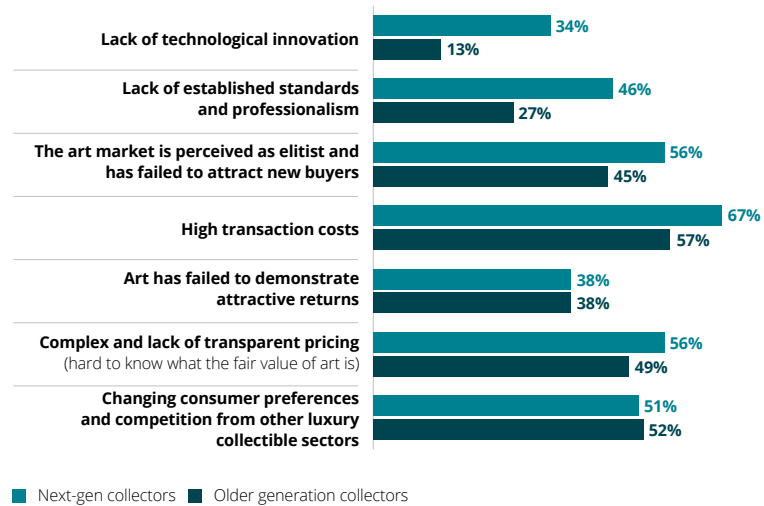 Lack of technological innovation
34%
13%
Lack of established standards
and professionalism
46%
27%
The art market is perceived as elitist and
has failed to attract new buyers
56%
45%
High transaction costs
67%
57%
Art has failed to demonstrate
attractive returns
38%
38%
Complex and lack of transparent pricing
(hard to know what the fair value of art is)
56%
49%
Changing consumer preferences
and competition from other luxury
collectible sectors
51%
52%
Next-gen collectors
Older generation collectors